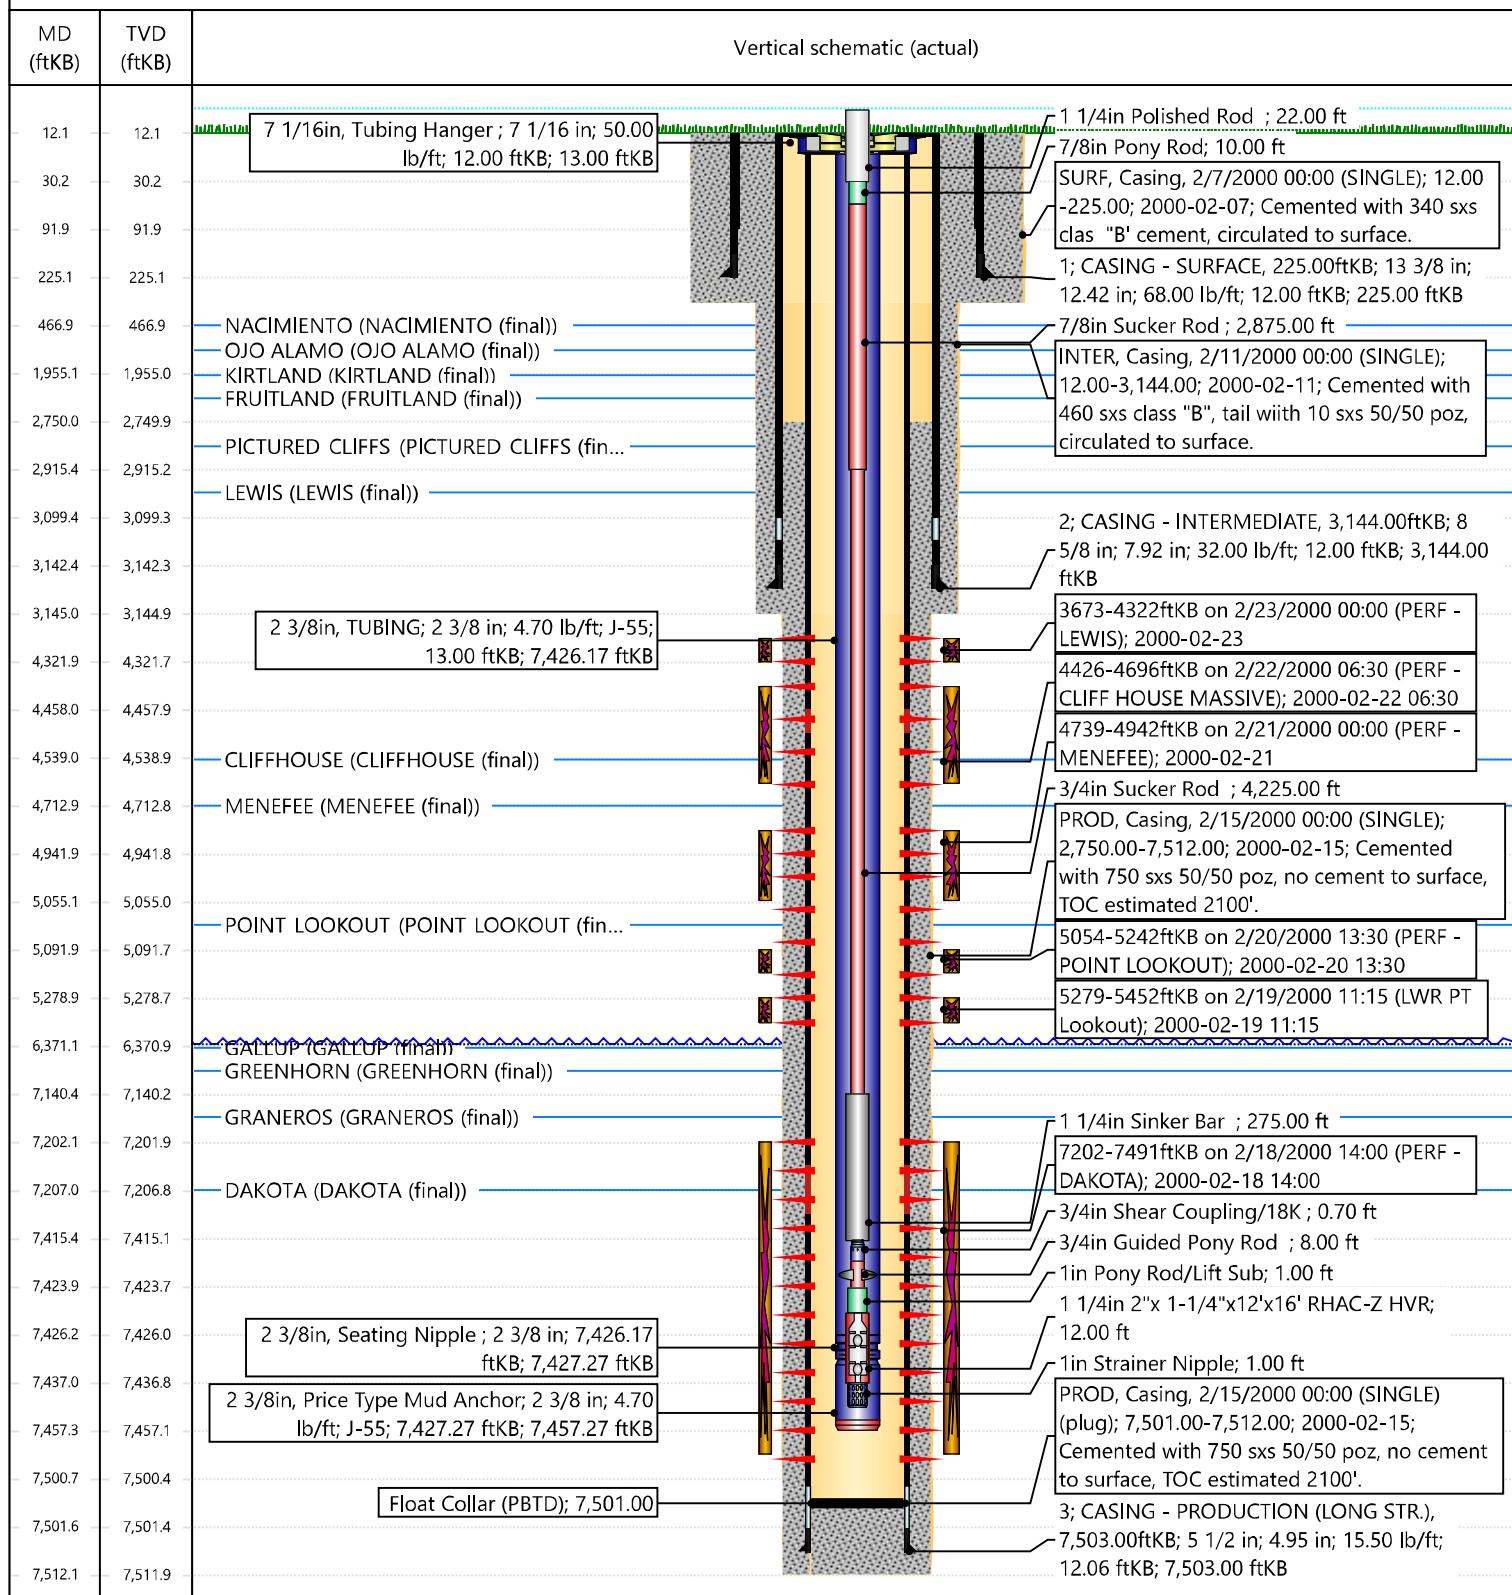 MD
(ftKB)
TVD
(ftKB)
Vertical schematic (actual)
12.1 12.1
30.2 30.2
91.9 91.9
225.1 225.1
466.9 466.9
1,955.1 1,955.0
2,750.0 2,749.9
2,915.4 2,915.2
3,099.4 3,099.3
3,142.4 3,142.3
3,145.0 3,144.9
4,321.9 4,321.7
4,458.0 4,457.9
4,539.0 4,538.9
4,712.9 4,712.8
4,941.9 4,941.8
5,055.1 5,055.0
5,091.9 5,091.7
5,278.9 5,278.7
6,371.1 6,370.9
7,140.4 7,140.2
7,202.1 7,201.9
7,207.0 7,206.8
7,415.4 7,415.1
7,423.9 7,423.7
7,426.2 7,426.0
7,437.0 7,436.8
7,457.3 7,457.1
7,500.7 7,500.4
7,501.6 7,501.4
7,512.1 7,511.9
7 1/16in, Tubing Hanger ; 7 1/16 in; 50.00
lb/ft; 12.00 ftKB; 13.00 ftKB
NACIMIENTO (NACIMIENTO (final))
OJO ALAMO (OJO ALAMO (final))
KIRTLAND (KIRTLAND (final))
FRUITLAND (FRUITLAND (final))
PICTURED CLIFFS (PICTURED CLIFFS (fin...
LEWIS (LEWIS (final))
2 3/8in, TUBING; 2 3/8 in; 4.70 lb/ft; J-55;
13.00 ftKB; 7,426.17 ftKB
CLIFFHOUSE (CLIFFHOUSE (final))
MENEFEE (MENEFEE (final))
POINT LOOKOUT (POINT LOOKOUT (fin...
GALLUP (GALLUP (final))
GREENHORN (GREENHORN (final))
GRANEROS (GRANEROS (final))
DAKOTA (DAKOTA (final))
2 3/8in, Seating Nipple ; 2 3/8 in; 7,426.17
ftKB; 7,427.27 ftKB
2 3/8in, Price Type Mud Anchor; 2 3/8 in; 4.70
lb/ft; J-55; 7,427.27 ftKB; 7,457.27 ftKB
Float Collar (PBTD); 7,501.00
1 1/4in Polished Rod ; 22.00 ft
7/8in Pony Rod; 10.00 ft
SURF, Casing, 2/7/2000 00:00 (SINGLE); 12.00
-225.00; 2000-02-07; Cemented with 340 sxs
clas "B' cement, circulated to surface.
1; CASING - SURFACE, 225.00ftKB; 13 3/8 in;
12.42 in; 68.00 lb/ft; 12.00 ftKB; 225.00 ftKB
7/8in Sucker Rod ; 2,875.00 ft
INTER, Casing, 2/11/2000 00:00 (SINGLE);
12.00-3,144.00; 2000-02-11; Cemented with
460 sxs class "B", tail wiith 10 sxs 50/50 poz,
circulated to surface.
2; CASING - INTERMEDIATE, 3,144.00ftKB; 8
5/8 in; 7.92 in; 32.00 lb/ft; 12.00 ftKB; 3,144.00
ftKB
3673-4322ftKB on 2/23/2000 00:00 (PERF -
LEWIS); 2000-02-23
4426-4696ftKB on 2/22/2000 06:30 (PERF -
CLIFF HOUSE MASSIVE); 2000-02-22 06:30
4739-4942ftKB on 2/21/2000 00:00 (PERF -
MENEFEE); 2000-02-21
3/4in Sucker Rod ; 4,225.00 ft
PROD, Casing, 2/15/2000 00:00 (SINGLE);
2,750.00-7,512.00; 2000-02-15; Cemented
with 750 sxs 50/50 poz, no cement to surface,
TOC estimated 2100'.
5054-5242ftKB on 2/20/2000 13:30 (PERF -
POINT LOOKOUT); 2000-02-20 13:30
5279-5452ftKB on 2/19/2000 11:15 (LWR PT
Lookout); 2000-02-19 11:15
1 1/4in Sinker Bar ; 275.00 ft
7202-7491ftKB on 2/18/2000 14:00 (PERF -
DAKOTA); 2000-02-18 14:00
3/4in Shear Coupling/18K ; 0.70 ft
3/4in Guided Pony Rod ; 8.00 ft
1in Pony Rod/Lift Sub; 1.00 ft
1 1/4in 2"x 1-1/4"x12'x16' RHAC-Z HVR;
12.00 ft
1in Strainer Nipple; 1.00 ft
PROD, Casing, 2/15/2000 00:00 (SINGLE)
(plug); 7,501.00-7,512.00; 2000-02-15;
Cemented with 750 sxs 50/50 poz, no cement
to surface, TOC estimated 2100'.
3; CASING - PRODUCTION (LONG STR.),
7,503.00ftKB; 5 1/2 in; 4.95 in; 15.50 lb/ft;
12.06 ftKB; 7,503.00 ftKB